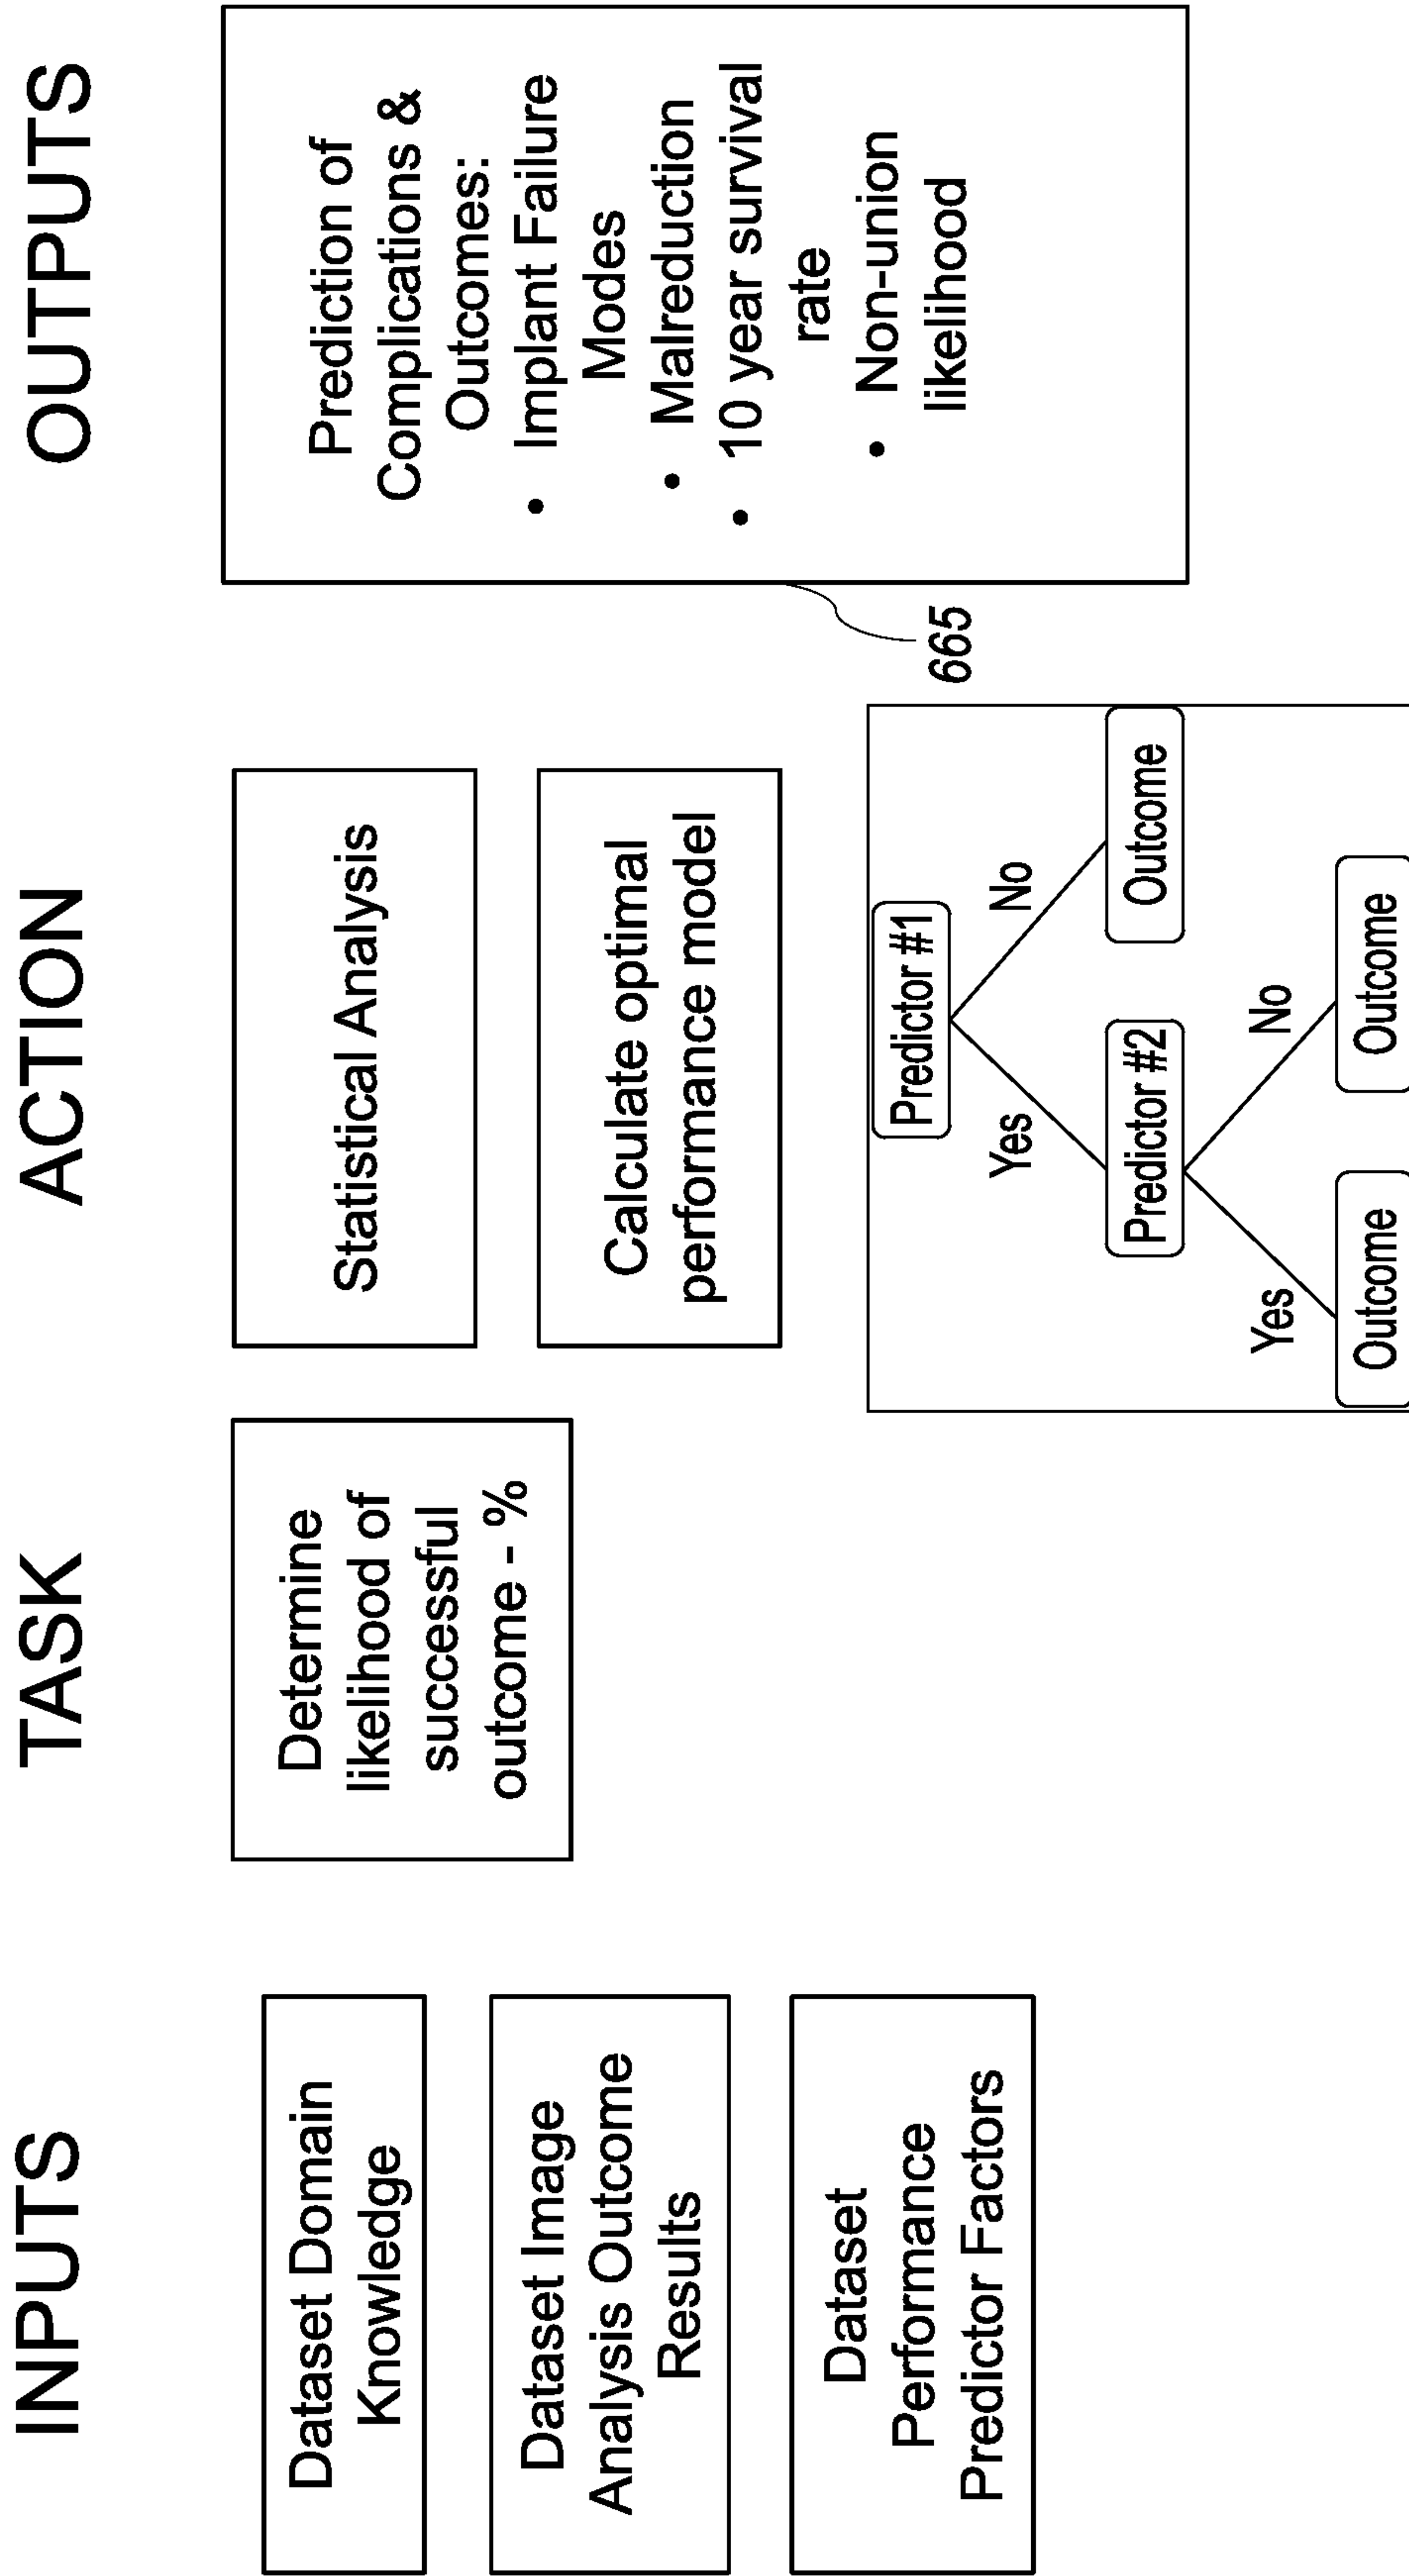 INPUTS
Dataset Domain
Knowledge
Dataset Image
Analysis Outcome
Results
Dataset
Performance
Predictor Factors
TASK
Determine
likelihood of
successful
outcome - %
ACTION
Statistical Analysis
Calculate optimal
performance model
Predictor #1
Yes
No
Predictor #2
Outcome
Yes
No
Outcome
Outcome
OUTPUTS
Prediction of
Complications &
Outcomes:
• Implant Failure
Modes
• Malreduction
• 10 year survival
rate
• Non-union
likelihood
665